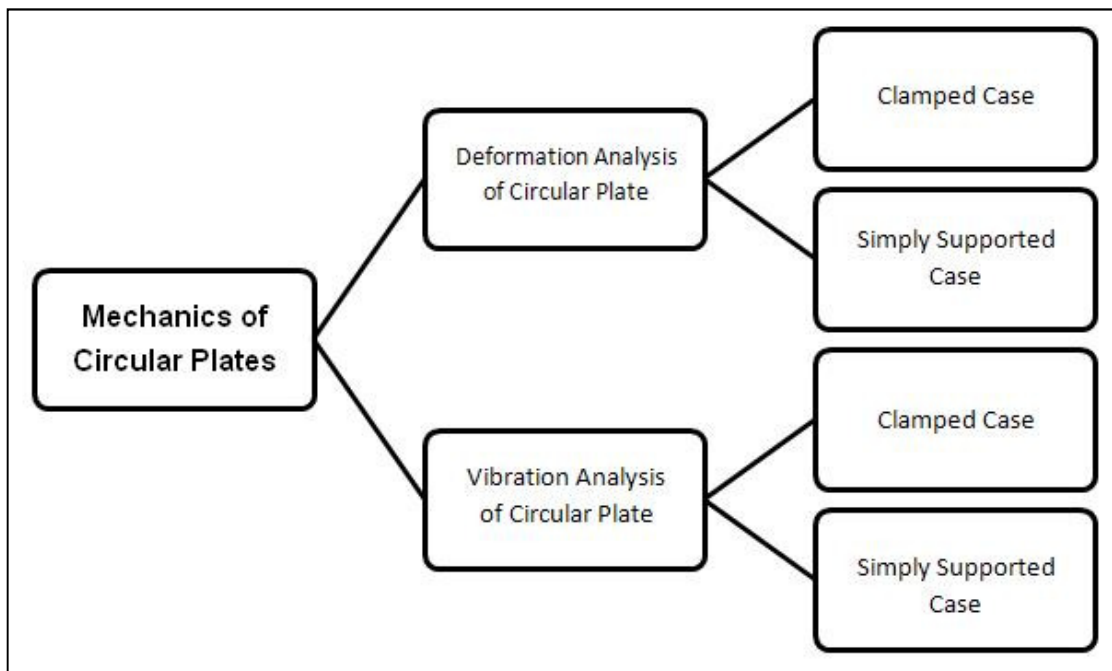 Mechanics of
Circular Plates
Deformation Analysis
of Circular Plate
Clamped Case
Simply Supported
Case
Vibration Analysis
of Circular Plate
Clamped Case
Simply Supported
Case